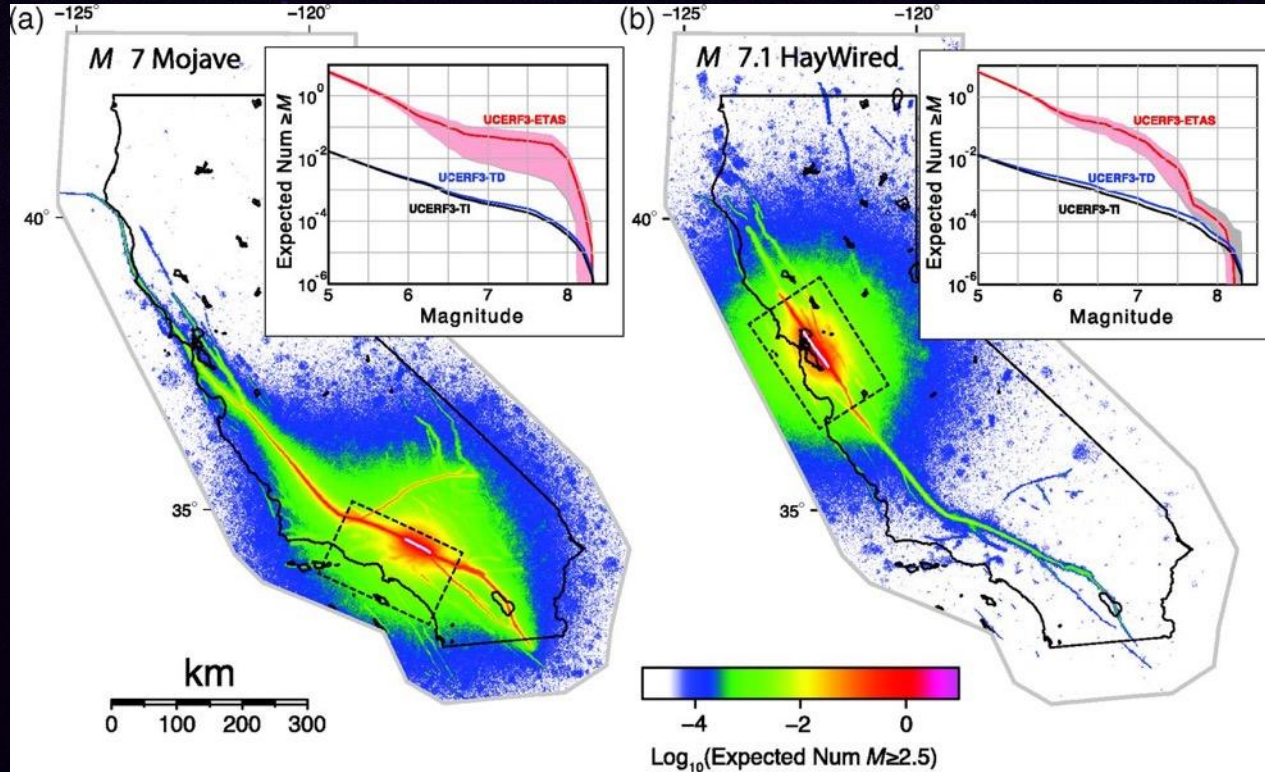 (a)
−125°
−120°
M 7 Mojave
Expected Num ≥M
10^0
10^-2
10^-4
10^-6
UCERF3-ETAS
UCERF3-TD
UCERF3-TI
5 6 7 8
Magnitude
40°
35°
km
0 100 200 300
(b)
−125°
−120°
M 7.1 HayWired
Expected Num ≥M
10^0
10^-2
10^-4
10^-6
UCERF3-ETAS
UCERF3-TD
UCERF3-TI
5 6 7 8
Magnitude
40°
35°
−4 −2 0
Log10(Expected Num M≥2.5)